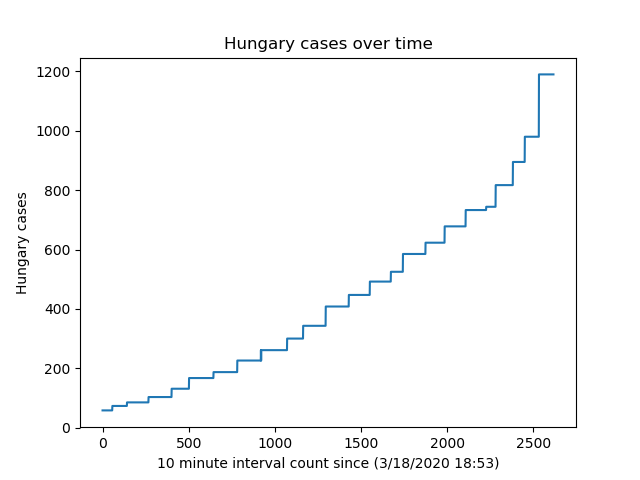 Hungary cases over time
1200
1000
800
600
400
200
0
Hungary cases
0 500 1000 1500 2000 2500
10 minute interval count since (3/18/2020 18:53)